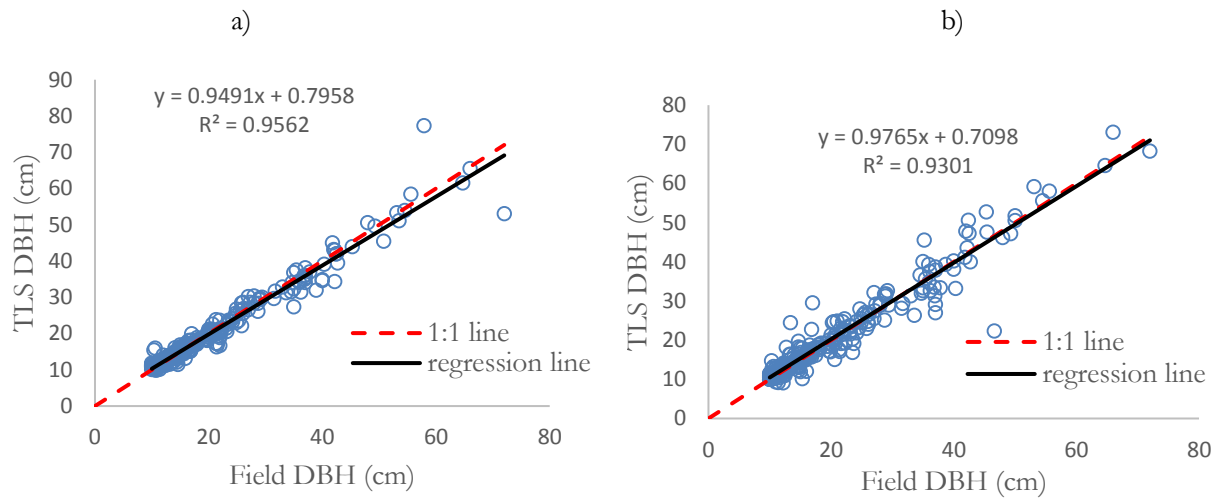 a)
90
80
70
60
50
40
30
20
10
0
y = 0.9491x + 0.7958
R² = 0.9562
1:1 line
regression line
0 20 40 60 80
Field DBH (cm)
TLS DBH (cm)
b)
80
70
60
50
40
30
20
10
0
y = 0.9765x + 0.7098
R² = 0.9301
1:1 line
regression line
0 20 40 60 80
Field DBH (cm)
TLS DBH (cm)